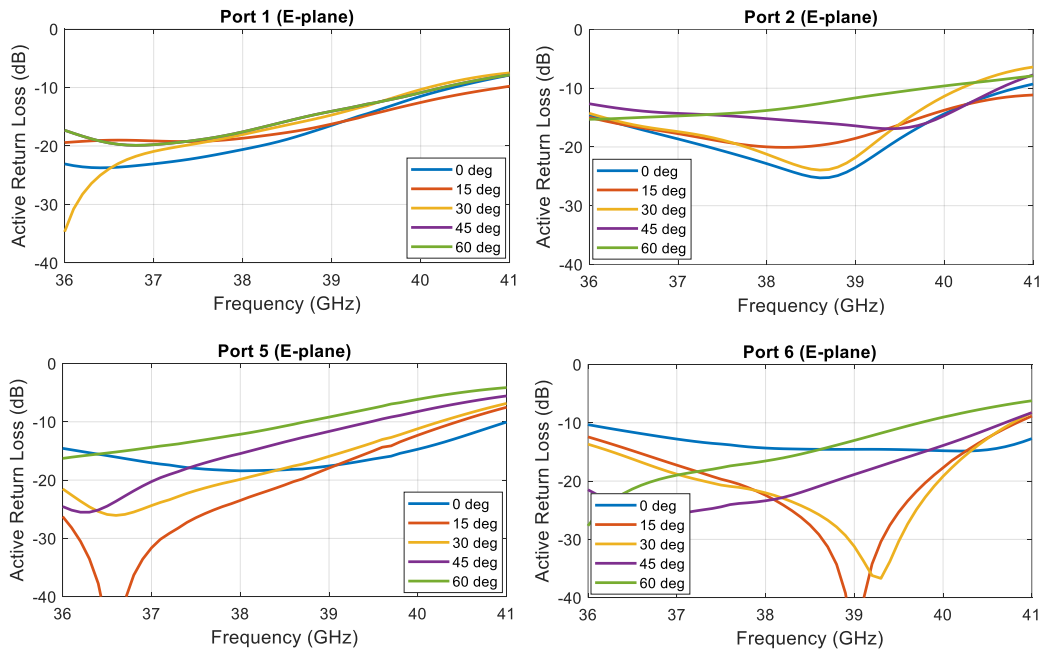 Port 1 (E-plane)
Active Return Loss (dB)
0
-10
-20
-30
-40
36
37
38
39
40
41
Frequency (GHz)
0 deg
15 deg
30 deg
45 deg
60 deg
Port 2 (E-plane)
Active Return Loss (dB)
0
-10
-20
-30
-40
36
37
38
39
40
41
Frequency (GHz)
0 deg
15 deg
30 deg
45 deg
60 deg
Port 5 (E-plane)
Active Return Loss (dB)
0
-10
-20
-30
-40
36
37
38
39
40
41
Frequency (GHz)
0 deg
15 deg
30 deg
45 deg
60 deg
Port 6 (E-plane)
Active Return Loss (dB)
0
-10
-20
-30
-40
36
37
38
39
40
41
Frequency (GHz)
0 deg
15 deg
30 deg
45 deg
60 deg